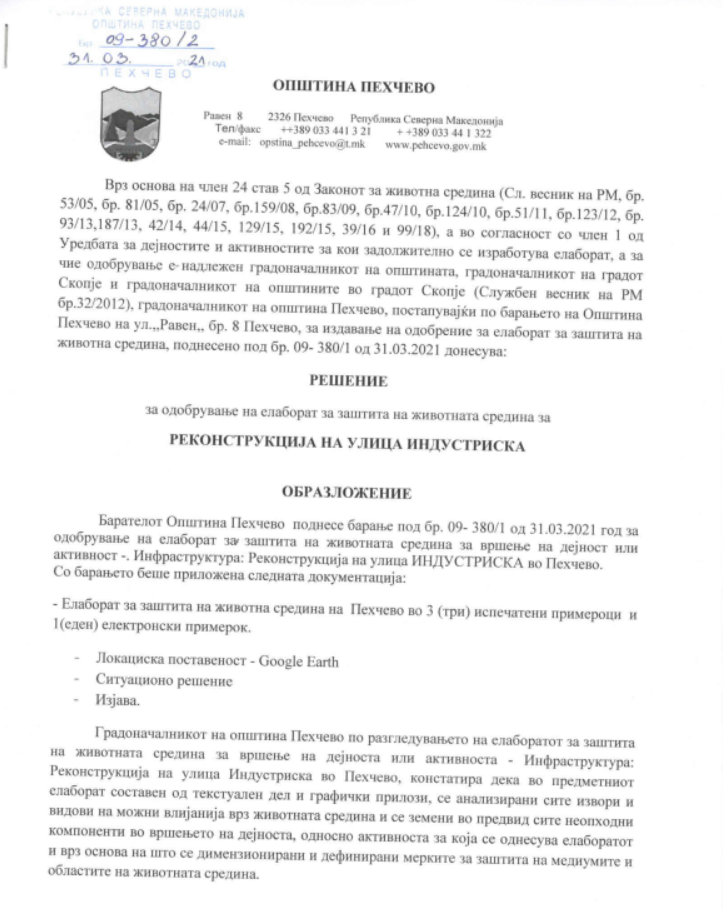 РЕПУБЛИКА СЕВЕРНА МАКЕДОНИЈА
ОПШТИНА ПЕХЧЕВО
Бр. 09-380/2
31. 03. 2021 год
ПЕХЧЕВО
ОПШТИНА ПЕХЧЕВО
Равен 8 2326 Пехчево Република Северна Македонија
Тел/факс ++389 033 441 3 21 + +389 033 44 1 322
e-mail: opstina_pehcevo@t.mk www.pehcevo.gov.mk
Врз основа на член 24 став 5 од Законот за животна средина (Сл. весник на РМ, бр.
53/05, бр. 81/05, бр. 24/07, бр.159/08, бр.83/09, бр.47/10, бр.124/10, бр.51/11, бр.123/12, бр.
93/13,187/13, 42/14, 44/15, 129/15, 192/15, 39/16 и 99/18), а во согласност со член 1 од
Уредбата за дејностите и активностите за кои задолжително се изработува елаборат, а за
чие одобрување е надлежен градоначалникот на општината, градоначалникот на градот
Скопје и градоначалникот на општините во градот Скопје (Службен весник на РМ
бр.32/2012), градоначалникот на општина Пехчево, постапувајќи по барањето на Општина
Пехчево на ул.,,Равен,, бр. 8 Пехчево, за издавање на одобрение за елаборат за заштита на
животна средина, поднесено под бр. 09- 380/1 од 31.03.2021 донесува:
РЕШЕНИЕ
за одобрување на елаборат за заштита на животната средина за
РЕКОНСТРУКЦИЈА НА УЛИЦА ИНДУСТРИСКА
ОБРАЗЛОЖЕНИЕ
Барателот Општина Пехчево поднесе барање под бр. 09- 380/1 од 31.03.2021 год за
одобрување на елаборат за заштита на животната средина за вршење на дејност или
активност -. Инфраструктура: Реконструкција на улица ИНДУСТРИСКА во Пехчево.
Со барањето беше приложена следната документација:
- Елаборат за заштита на животна средина на Пехчево во 3 (три) испечатени примероци и
1(еден) електронски примерок.
- Локациска поставеност - Google Earth
- Ситуационо решение
- Изјава.
Градоначалникот на општина Пехчево по разгледувањето на елаборатот за заштита
на животната средина за вршење на дејноста или активноста - Инфраструктура:
Реконструкција на улица Индустриска во Пехчево, констатира дека во предметниот
елаборат составен од текстуален дел и графички прилози, се анализирани сите извори и
видови на можни влијанија врз животната средина и се земени во предвид сите неопходни
компоненти во вршењето на дејноста, односно активноста за која се однесува елаборатот
и врз основа на што се димензионирани и дефинирани мерките за заштита на медиумите и
областите на животната средина.